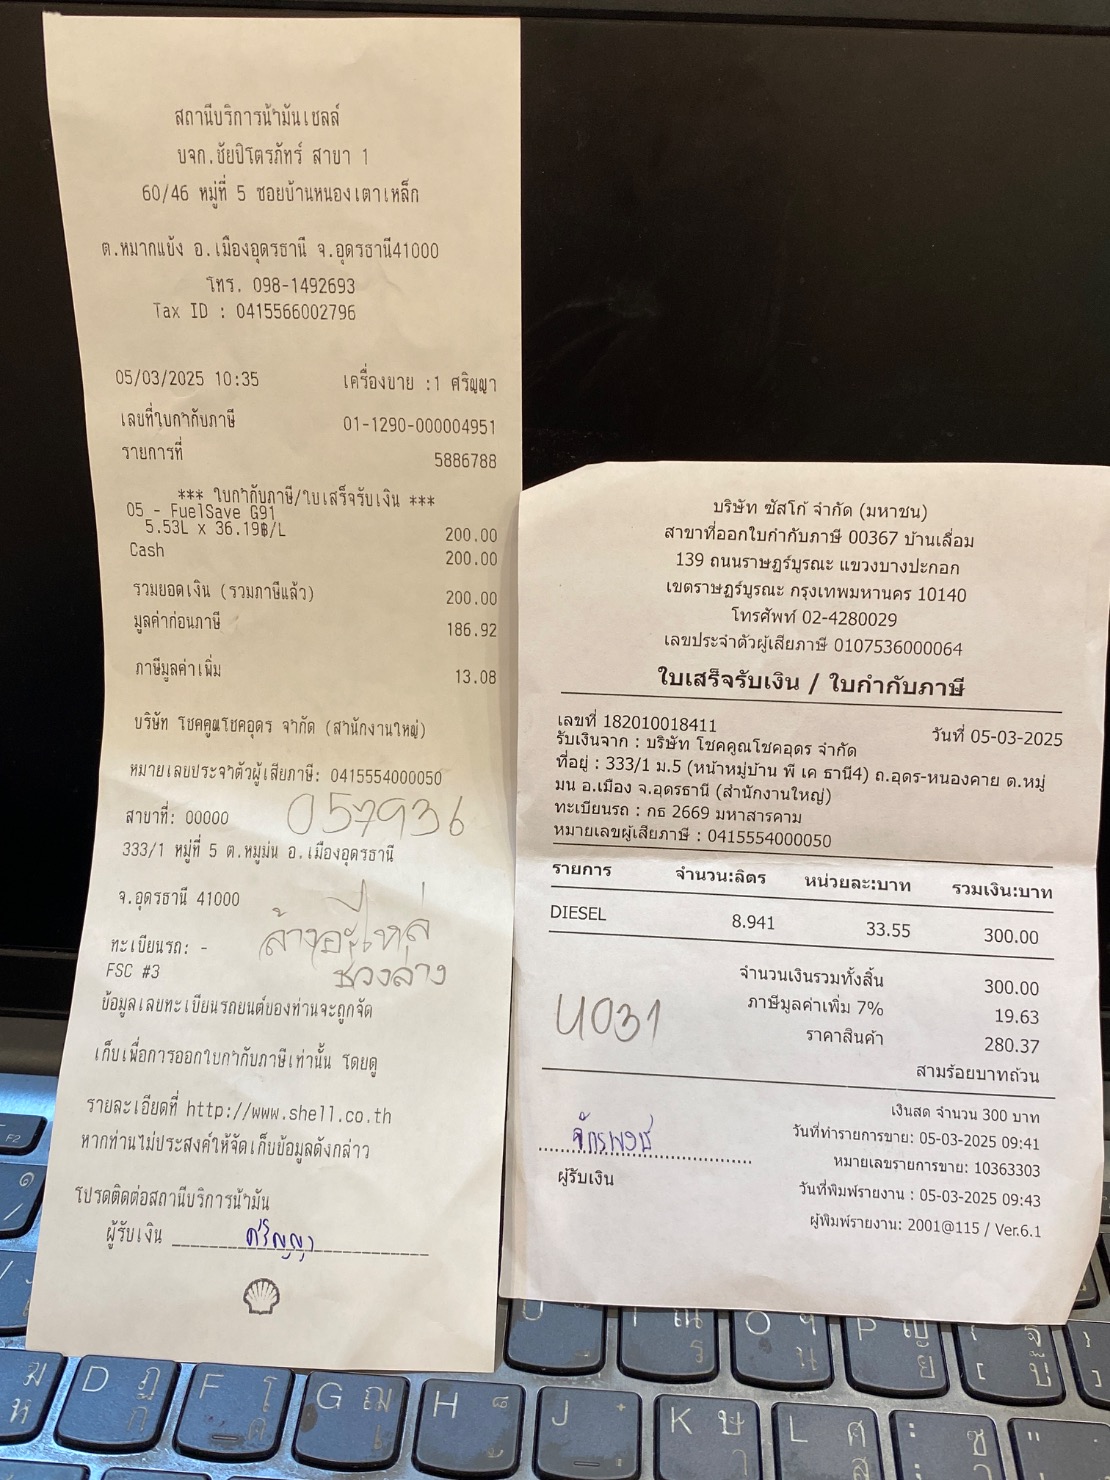 สถานีบริการน้ำมันเชลล์
บจก.ชัยปิโตรภัทร์ สาขา 1
60/46 หมู่ที่ 5 ซอยบ้านหนองเตาเหล็ก
ต.หมากแข้ง อ.เมืองอุดรธานี จ.อุดรธานี41000
โทร. 098-1492693
Tax ID : 0415566002796
05/03/2025 10:35 เครื่องขาย :1 ศริญญา
เลขที่ใบกำกับภาษี 01-1290-000004951
รายการที่ 5886788
*** ใบกำกับภาษี/ใบเสร็จรับเงิน ***
05 - FuelSave G91
5.53L x 36.19฿/L 200.00
Cash 200.00
รวมยอดเงิน (รวมภาษีแล้ว) 200.00
มูลค่าก่อนภาษี 186.92
ภาษีมูลค่าเพิ่ม 13.08
บริษัท โชคคูณโชคอุดร จำกัด (สำนักงานใหญ่)
หมายเลขประจำตัวผู้เสียภาษี: 0415554000050
สาขาที่: 00000 057936
333/1 หมู่ที่ 5 ต.หมูม่น อ.เมืองอุดรธานี
จ.อุดรธานี 41000
ล้างอะไหล่
ทะเบียนรถ: -
ช่วงล่าง
FSC #3
ข้อมูลเลขทะเบียนรถยนต์ของท่านจะถูกจัด
เก็บเพื่อการออกใบกำกับภาษีเท่านั้น โดยดู
รายละเอียดที่ http://www.shell.co.th
หากท่านไม่ประสงค์ให้จัดเก็บข้อมูลดังกล่าว
โปรดติดต่อสถานีบริการน้ำมัน
ผู้รับเงิน ศริญญา
บริษัท ซัสโก้ จำกัด (มหาชน)
สาขาที่ออกใบกำกับภาษี 00367 บ้านเลื่อม
139 ถนนราษฎร์บูรณะ แขวงบางปะกอก
เขตราษฎร์บูรณะ กรุงเทพมหานคร 10140
โทรศัพท์ 02-4280029
เลขประจำตัวผู้เสียภาษี 0107536000064
ใบเสร็จรับเงิน / ใบกำกับภาษี
เลขที่ 182010018411 วันที่ 05-03-2025
รับเงินจาก : บริษัท โชคคูณโชคอุดร จำกัด
ที่อยู่ : 333/1 ม.5 (หน้าหมู่บ้าน พี เค ธานี4) ถ.อุดร-หนองคาย ต.หมู่
มน อ.เมือง จ.อุดรธานี (สำนักงานใหญ่)
ทะเบียนรถ : กธ 2669 มหาสารคาม
หมายเลขผู้เสียภาษี : 0415554000050
รายการ จำนวน:ลิตร หน่วยละ:บาท รวมเงิน:บาท
DIESEL 8.941 33.55 300.00
จำนวนเงินรวมทั้งสิ้น 300.00
ภาษีมูลค่าเพิ่ม 7% 19.63
ราคาสินค้า 280.37
4031
สามร้อยบาทถ้วน
เงินสด จำนวน 300 บาท
จักรพงช
วันที่ทำรายการขาย: 05-03-2025 09:41
ผู้รับเงิน
หมายเลขรายการขาย: 10363303
วันที่พิมพ์รายงาน : 05-03-2025 09:43
ผู้พิมพ์รายงาน: 2001@115 / Ver.6.1
F2
D ฏ ก
F โ ด
G ฌ เ
H ็ ้
J ๋ ่
K ษ า
L ศ ส
O ฯ น
P ญ ย